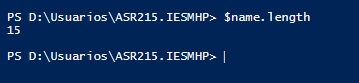 PS D:\Usuarios\ASR215.IESMHP> $name.length
15
PS D:\Usuarios\ASR215.IESMHP>